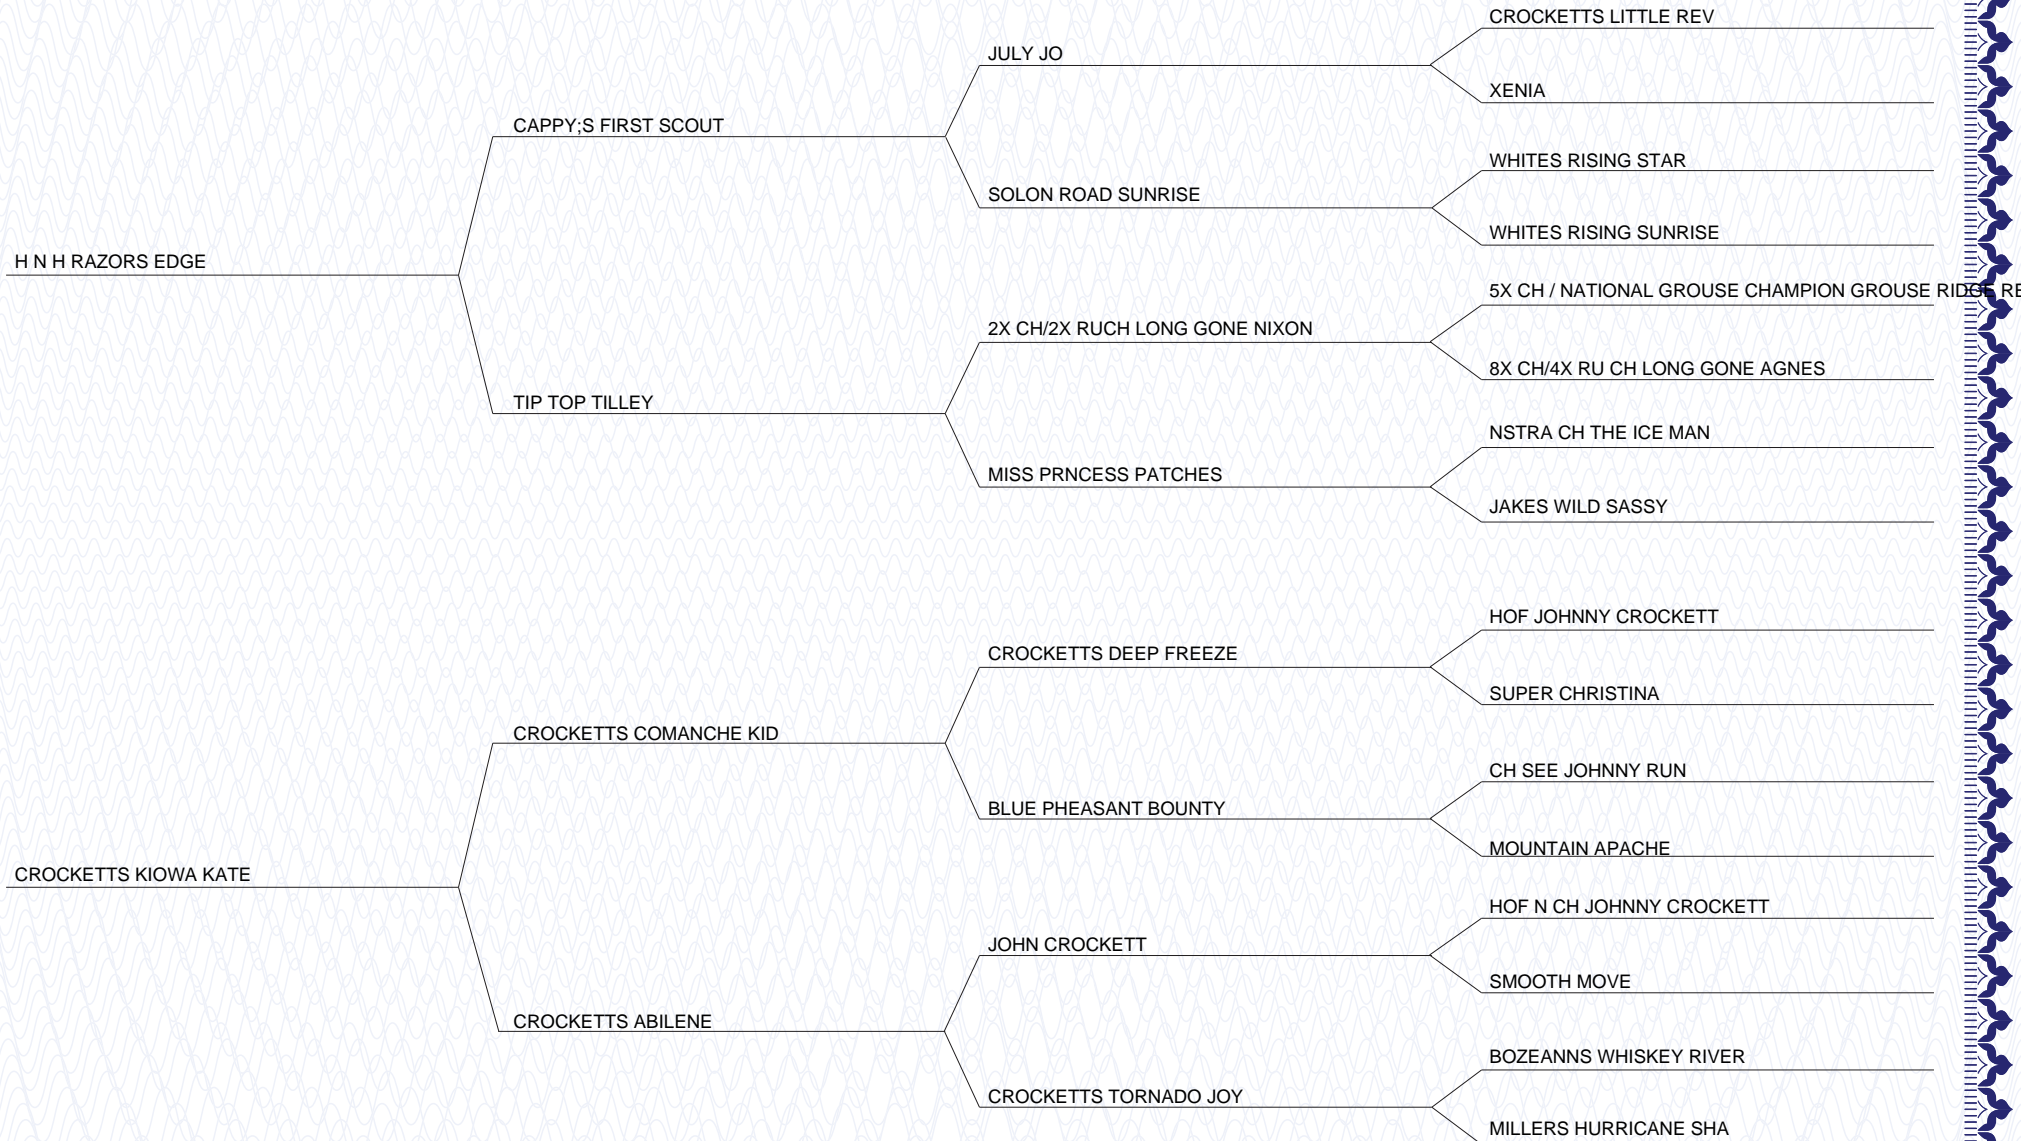 CROCKETTS LITTLE REV
JULY JO
XENIA
CAPPY;S FIRST SCOUT
WHITES RISING STAR
SOLON ROAD SUNRISE
WHITES RISING SUNRISE
H N H RAZORS EDGE
5X CH / NATIONAL GROUSE CHAMPION GROUSE RIDGE RE
2X CH/2X RUCH LONG GONE NIXON
8X CH/4X RU CH LONG GONE AGNES
TIP TOP TILLEY
NSTRA CH THE ICE MAN
MISS PRNCESS PATCHES
JAKES WILD SASSY
HOF JOHNNY CROCKETT
CROCKETTS DEEP FREEZE
SUPER CHRISTINA
CROCKETTS COMANCHE KID
CH SEE JOHNNY RUN
BLUE PHEASANT BOUNTY
MOUNTAIN APACHE
CROCKETTS KIOWA KATE
HOF N CH JOHNNY CROCKETT
JOHN CROCKETT
SMOOTH MOVE
CROCKETTS ABILENE
BOZEANNS WHISKEY RIVER
CROCKETTS TORNADO JOY
MILLERS HURRICANE SHA